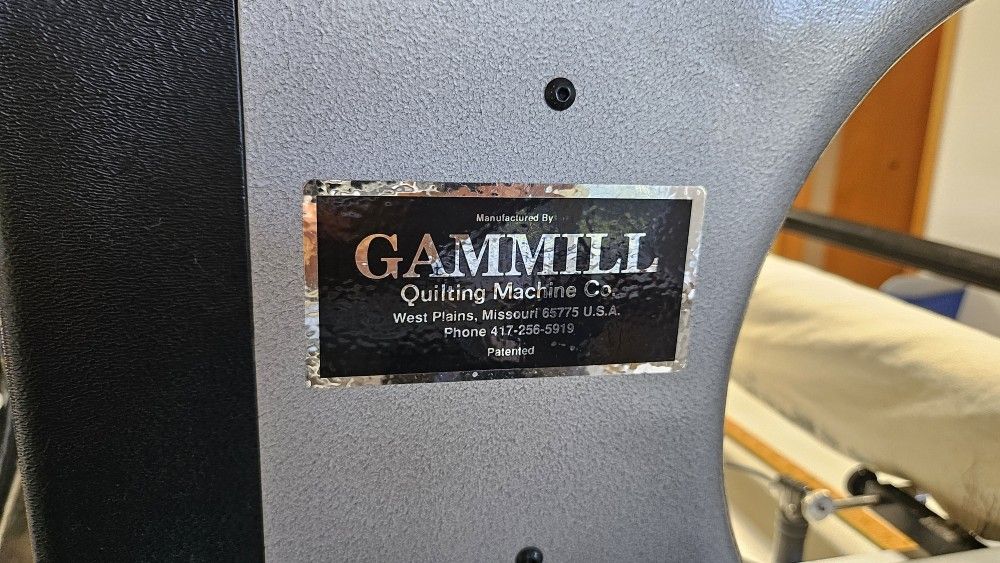 Manufactured By
GAMMILL
Quilting Machine Co.
West Plains, Missouri 65775 U.S.A.
Phone 417-256-5919
Patented